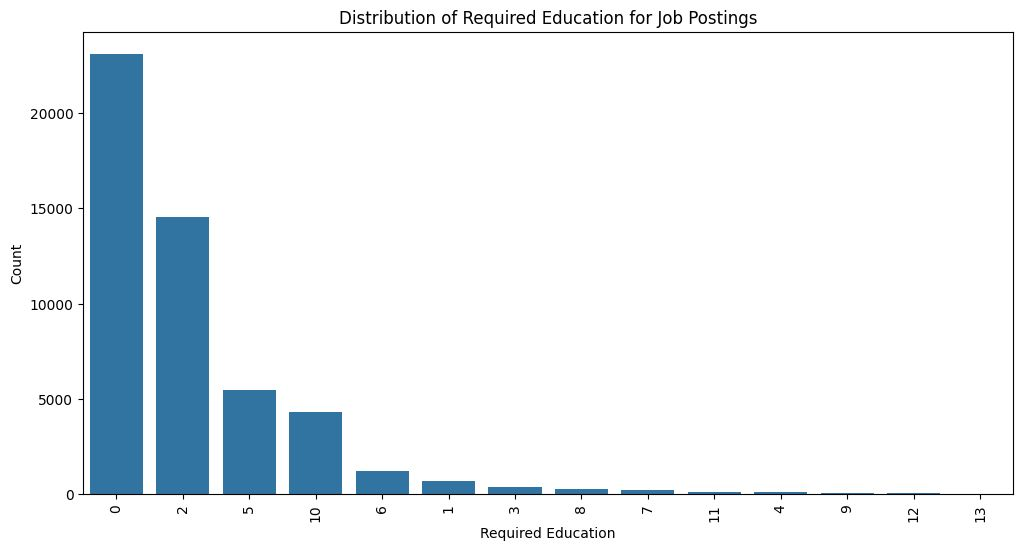 Distribution of Required Education for Job Postings
Count
20000
15000
10000
5000
0
0 2 5 10 6 1 3 8 7 11 4 9 12 13
Required Education